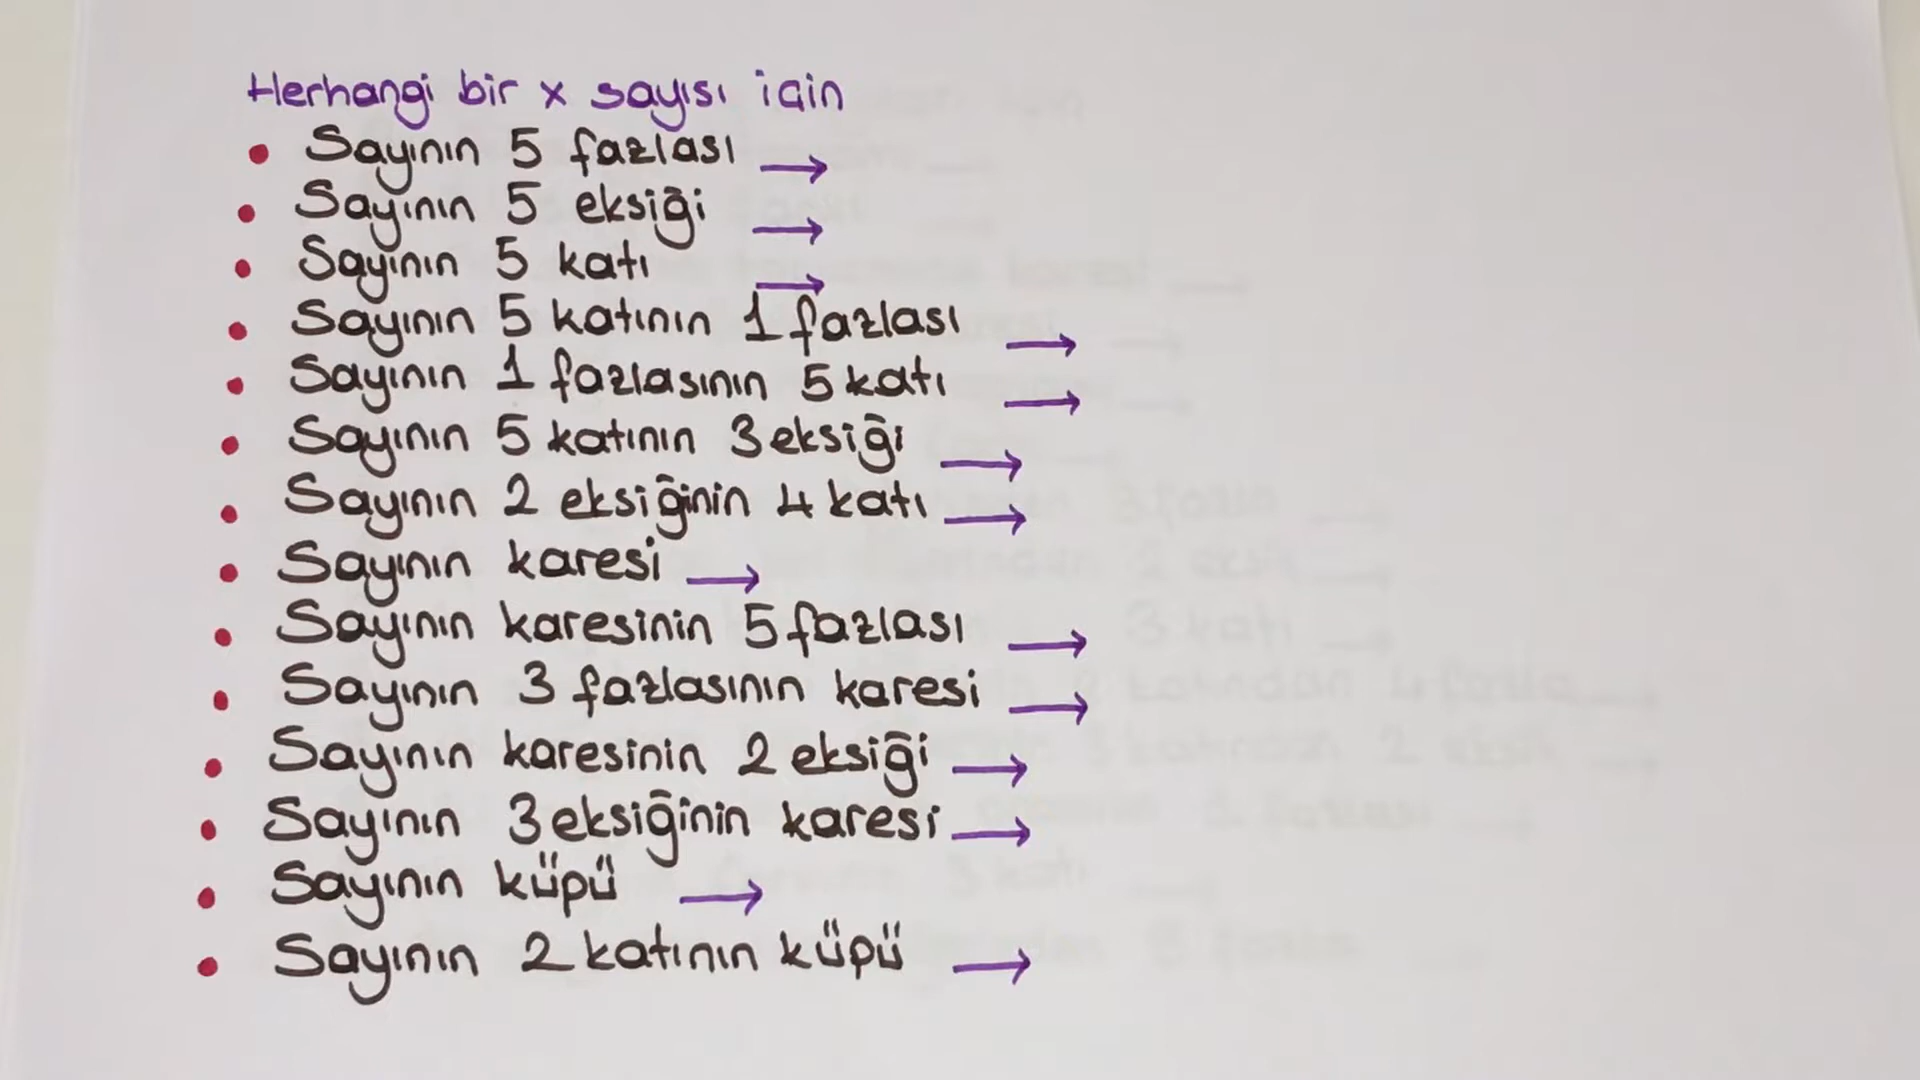 Herhangi bir x sayısı için
• Sayının 5 fazlası →
• Sayının 5 eksiği →
• Sayının 5 katı →
• Sayının 5 katının 1 fazlası →
• Sayının 1 fazlasının 5 katı →
• Sayının 5 katının 3 eksiği →
• Sayının 2 eksiğinin 4 katı →
• Sayının karesi →
• Sayının karesinin 5 fazlası →
• Sayının 3 fazlasının karesi →
• Sayının karesinin 2 eksiği →
• Sayının 3 eksiğinin karesi →
• Sayının küpü →
• Sayının 2 katının küpü →